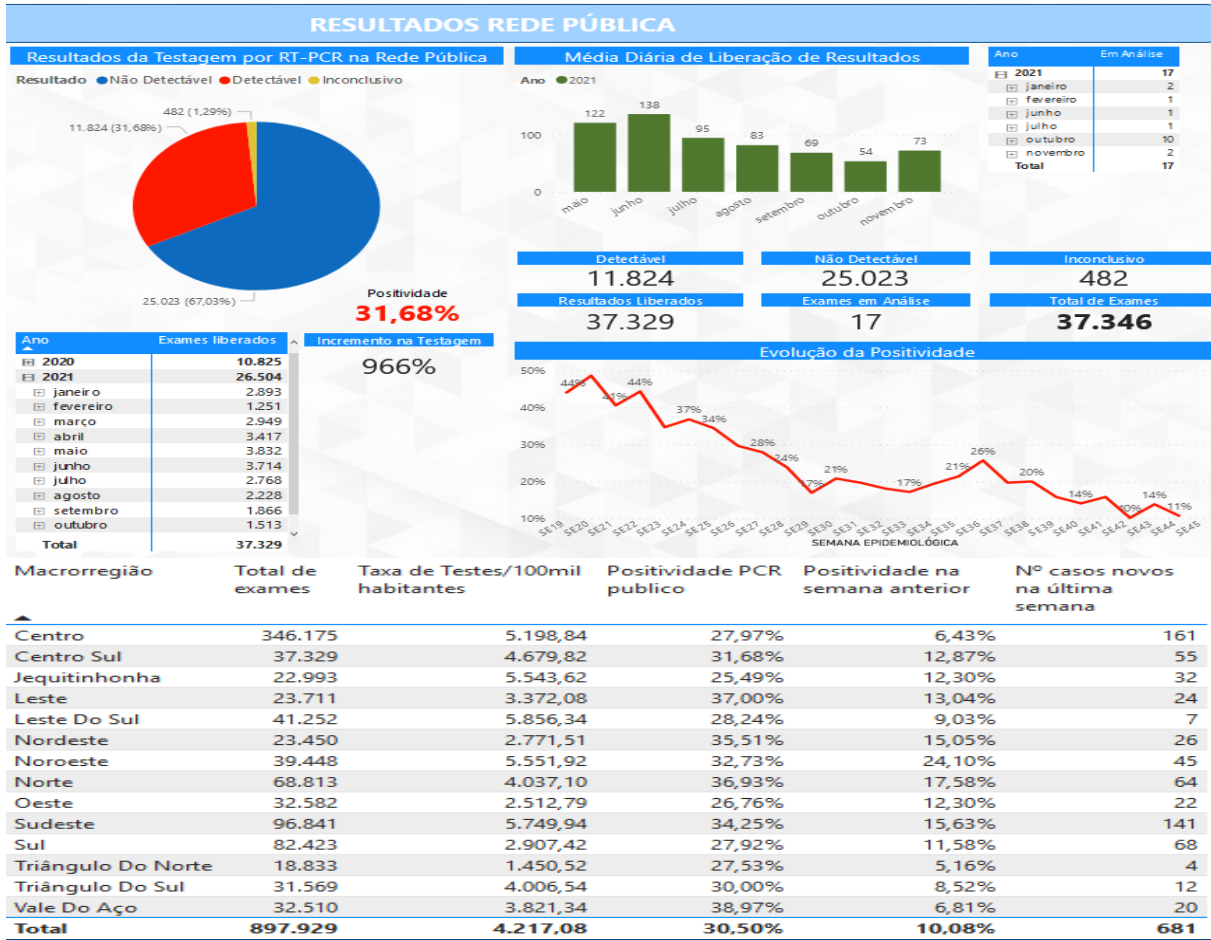 RESULTADOS REDE PÚBLICA
Resultados da Testagem por RT-PCR na Rede Pública
Resultado Não Detectável Detectável Inconclusivo
482 (1,29%)
11.824 (31,68%)
25.023 (67,03%)
Positividade
31,68%
Média Diária de Liberação de Resultados
Ano 2021
100
0
122
138
95
83
69
54
73
maio junho julho agosto setembro outubro novembro
Ano Em Análise
2021 17
janeiro 2
fevereiro 1
junho 1
julho 1
outubro 10
novembro 2
Total 17
Detectável Não Detectável Inconclusivo
11.824 25.023 482
Resultados Liberados Exames em Análise Total de Exames
37.329 17 37.346
Ano Exames liberados
2020 10.825
2021 26.504
janeiro 2.893
fevereiro 1.251
março 2.949
abril 3.417
maio 3.832
junho 3.714
julho 2.768
agosto 2.228
setembro 1.866
outubro 1.513
Total 37.329
Incremento na Testagem
966%
Evolução da Positividade
50%
40%
30%
20%
10%
44% 41% 44% 37% 34% 28% 24% 17% 21% 17% 21% 26% 20% 14% 10% 14% 11%
SE19 SE20 SE21 SE22 SE23 SE24 SE25 SE26 SE27 SE28 SE29 SE30 SE31 SE32 SE33 SE34 SE35 SE36 SE37 SE38 SE39 SE40 SE41 SE42 SE43 SE44 SE45
SEMANA EPIDEMIOLÓGICA
Macrorregião Total de exames Taxa de Testes/100mil habitantes Positividade PCR publico Positividade na semana anterior Nº casos novos na última semana
Centro 346.175 5.198,84 27,97% 6,43% 161
Centro Sul 37.329 4.679,82 31,68% 12,87% 55
Jequitinhonha 22.993 5.543,62 25,49% 12,30% 32
Leste 23.711 3.372,08 37,00% 13,04% 24
Leste Do Sul 41.252 5.856,34 28,24% 9,03% 7
Nordeste 23.450 2.771,51 35,51% 15,05% 26
Noroeste 39.448 5.551,92 32,73% 24,10% 45
Norte 68.813 4.037,10 36,93% 17,58% 64
Oeste 32.582 2.512,79 26,76% 12,30% 22
Sudeste 96.841 5.749,94 34,25% 15,63% 141
Sul 82.423 2.907,42 27,92% 11,58% 68
Triângulo Do Norte 18.833 1.450,52 27,53% 5,16% 4
Triângulo Do Sul 31.569 4.006,54 30,00% 8,52% 12
Vale Do Aço 32.510 3.821,34 38,97% 6,81% 20
Total 897.929 4.217,08 30,50% 10,08% 681